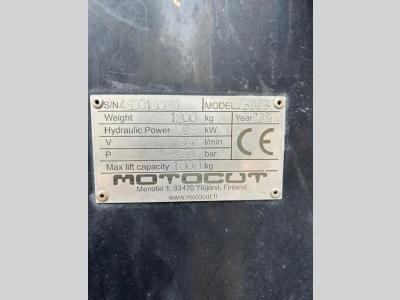 S/N MODEL
Weight 1200 kg
Hydraulic Power kW Year
V l/min CE
P bar
Max lift capacity 1000 kg
MOTOCUT
Menotie 1, 33470 Ylöjärvi, Finland
www.motocut.fi